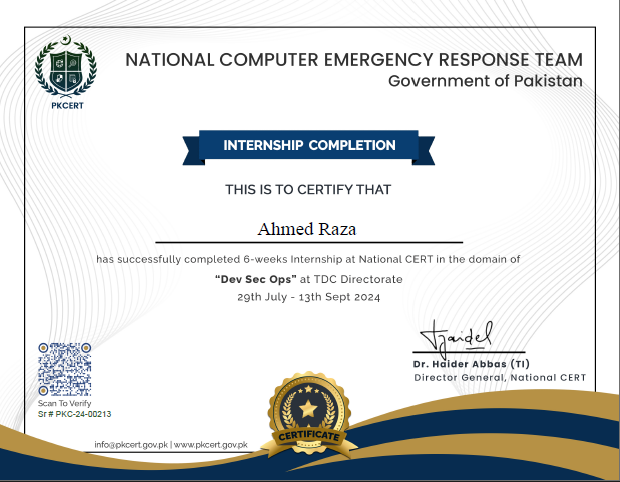 NATIONAL COMPUTER EMERGENCY RESPONSE TEAM
Government of Pakistan
PKCERT
INTERNSHIP COMPLETION
THIS IS TO CERTIFY THAT
Ahmed Raza
has successfully completed 6-weeks Internship at National CERT in the domain of
“Dev Sec Ops” at TDC Directorate
29th July - 13th Sept 2024
Dr. Haider Abbas (TI)
Director General, National CERT
Scan To Verify
Sr # PKC-24-00213
CERTIFICATE
info@pkcert.gov.pk | www.pkcert.gov.pk